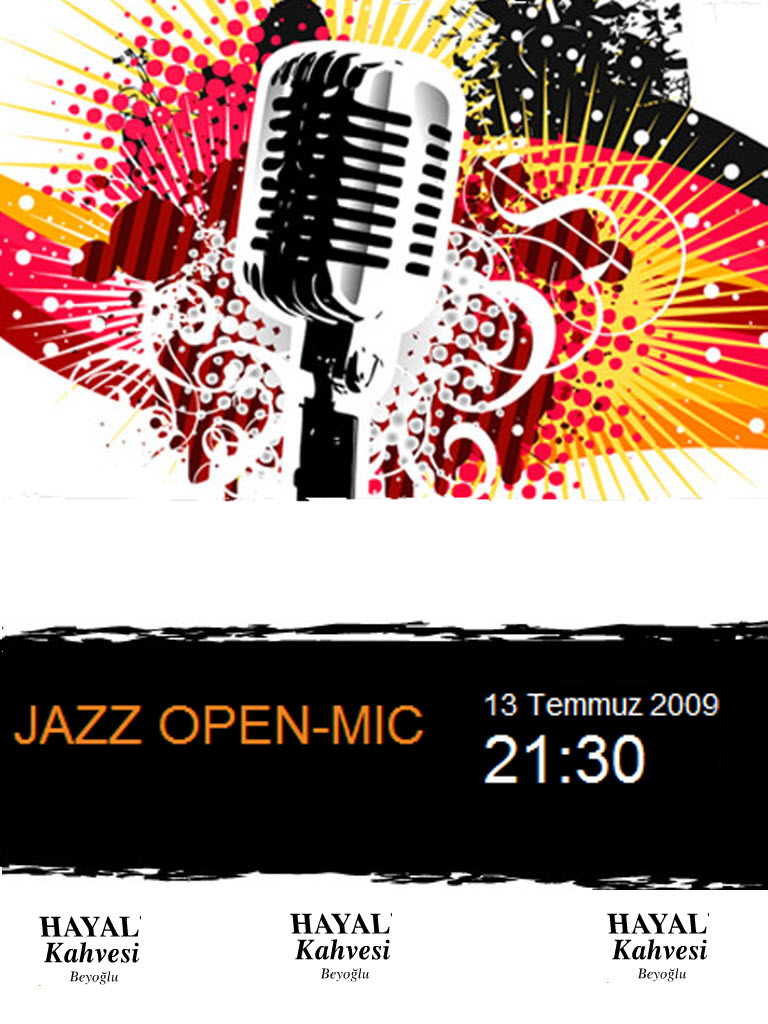 JAZZ OPEN-MIC
13 Temmuz 2009
21:30
HAYAL
Kahvesi
Beyoğlu
HAYAL
Kahvesi
Beyoğlu
HAYAL
Kahvesi
Beyoğlu